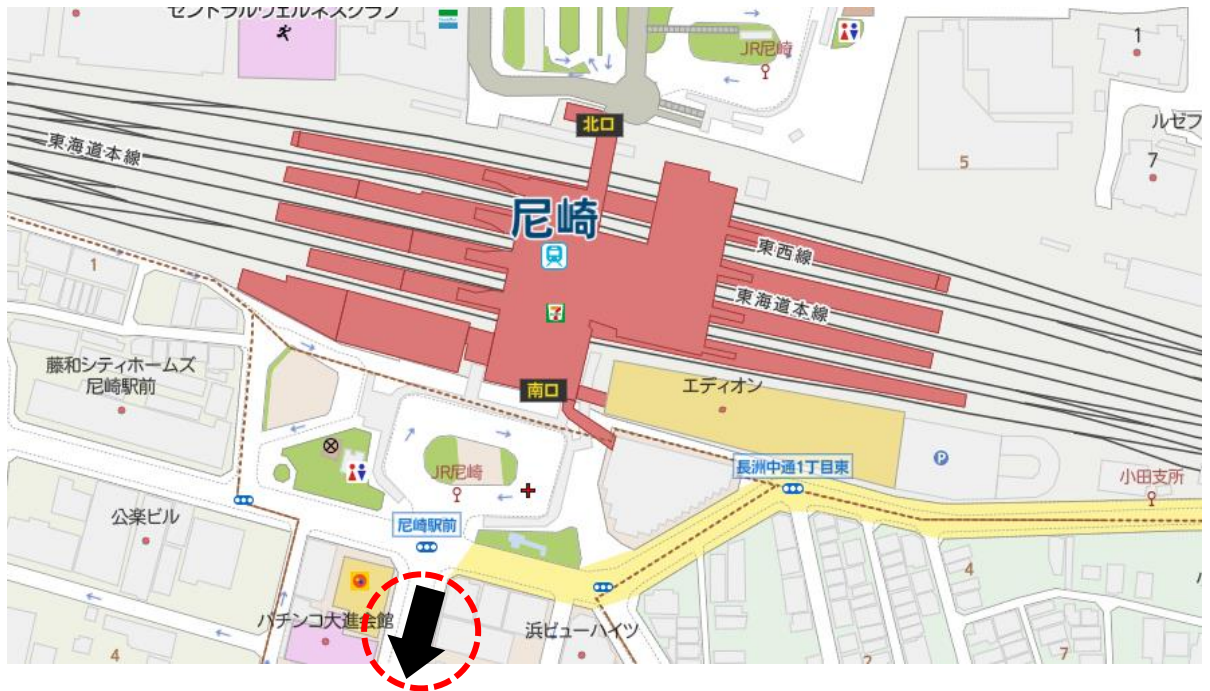 セントラルウェルネスクラブ
JR尼崎
1
北口
ルゼフ
東海道本線
5
7
尼崎
東西線
1
東海道本線
7
藤和シティホームズ
尼崎駅前
南口
エディオン
JR尼崎
長洲中通1丁目東
P
小田支所
公楽ビル
尼崎駅前
4
パチンコ大進会館
浜ビューハイツ
4
2
7